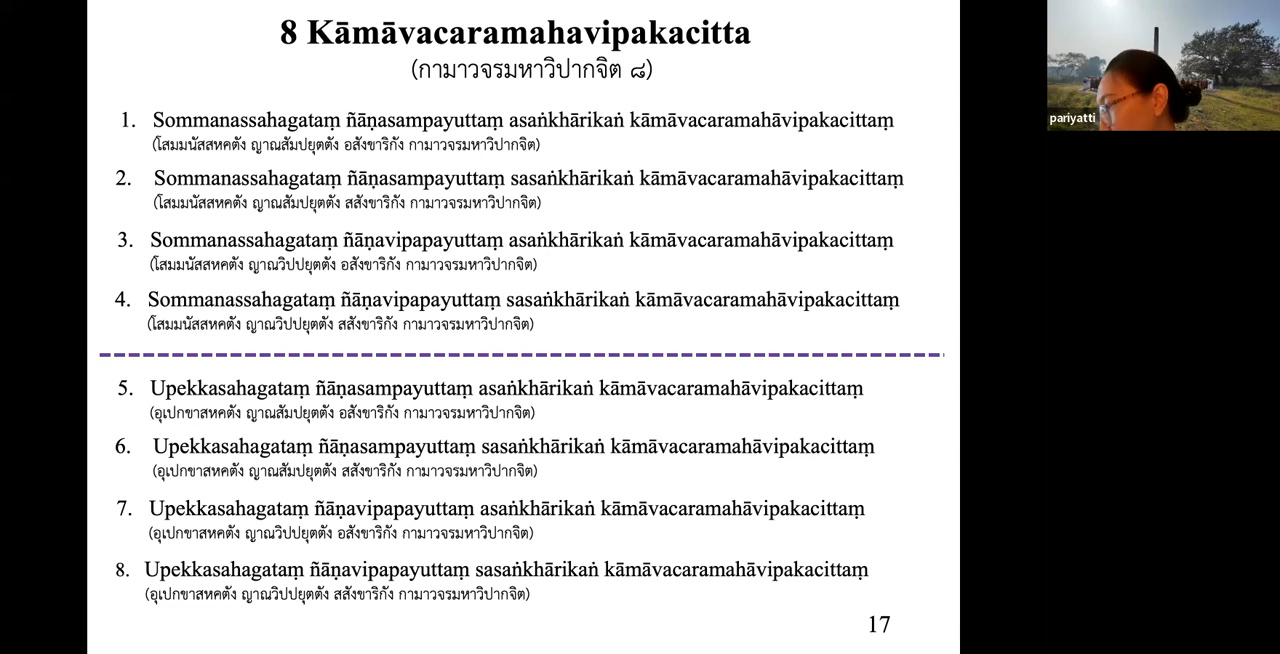 8 Kāmāvacaramahavipakacitta
(กามาวจรมหาวิปากจิต ๘)
pariyatti
1. Sommanassahagataṃ ñāṇasampayuttaṃ asaṅkhārikaṅ kāmāvacaramahāvipakacittaṃ
(โสมมนัสสหคตัง ญาณสัมปยุตตัง อสังขาริกัง กามาวจรมหาวิปากจิต)
2. Sommanassahagataṃ ñāṇasampayuttaṃ sasaṅkhārikaṅ kāmāvacaramahāvipakacittaṃ
(โสมมนัสสหคตัง ญาณสัมปยุตตัง สสังขาริกัง กามาวจรมหาวิปากจิต)
3. Sommanassahagataṃ ñāṇavipapayuttaṃ asaṅkhārikaṅ kāmāvacaramahāvipakacittaṃ
(โสมมนัสสหคตัง ญาณวิปปยุตตัง อสังขาริกัง กามาวจรมหาวิปากจิต)
4. Sommanassahagataṃ ñāṇavipapayuttaṃ sasaṅkhārikaṅ kāmāvacaramahāvipakacittaṃ
(โสมมนัสสหคตัง ญาณวิปปยุตตัง สสังขาริกัง กามาวจรมหาวิปากจิต)
5. Upekkasahagataṃ ñāṇasampayuttaṃ asaṅkhārikaṅ kāmāvacaramahāvipakacittaṃ
(อุเปกขาสหคตัง ญาณสัมปยุตตัง อสังขาริกัง กามาวจรมหาวิปากจิต)
6. Upekkasahagataṃ ñāṇasampayuttaṃ sasaṅkhārikaṅ kāmāvacaramahāvipakacittaṃ
(อุเปกขาสหคตัง ญาณสัมปยุตตัง สสังขาริกัง กามาวจรมหาวิปากจิต)
7. Upekkasahagataṃ ñāṇavipapayuttaṃ asaṅkhārikaṅ kāmāvacaramahāvipakacittaṃ
(อุเปกขาสหคตัง ญาณวิปปยุตตัง อสังขาริกัง กามาวจรมหาวิปากจิต)
8. Upekkasahagataṃ ñāṇavipapayuttaṃ sasaṅkhārikaṅ kāmāvacaramahāvipakacittaṃ
(อุเปกขาสหคตัง ญาณวิปปยุตตัง สสังขาริกัง กามาวจรมหาวิปากจิต)
17